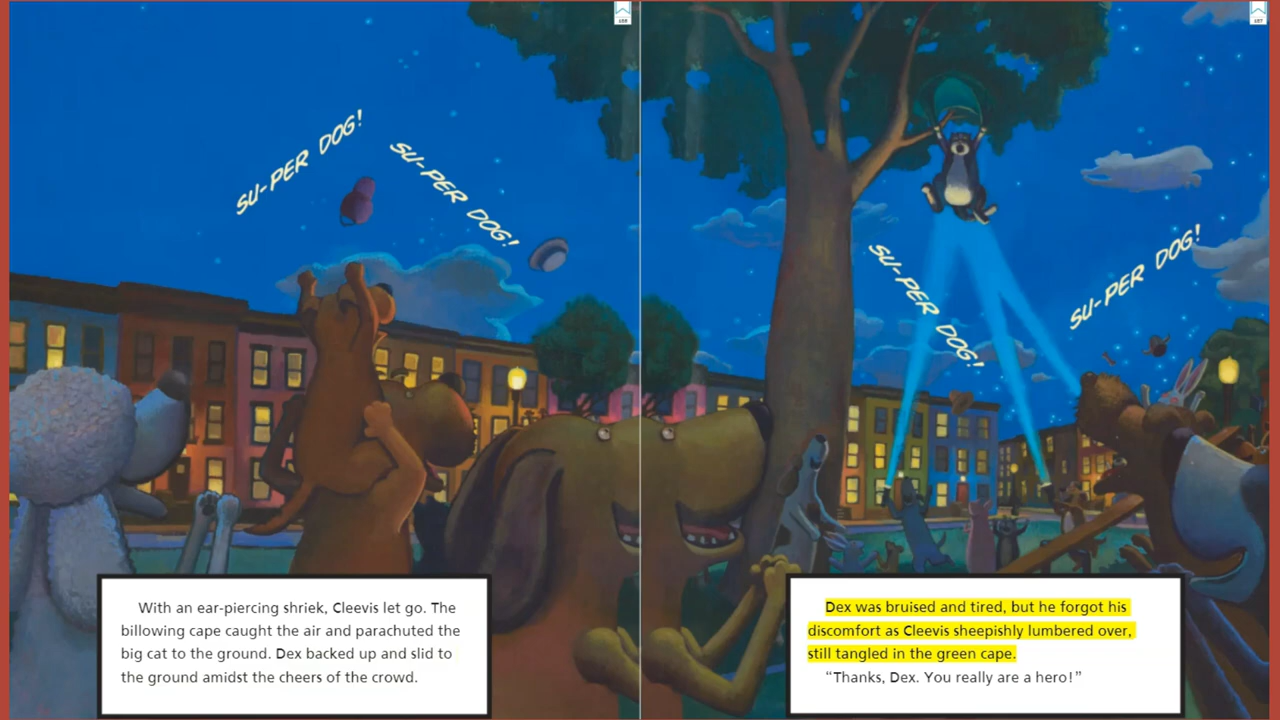 SU-PER DOG!
SU-PER DOG!
With an ear-piercing shriek, Cleevis let go. The
billowing cape caught the air and parachuted the
big cat to the ground. Dex backed up and slid to
the ground amidst the cheers of the crowd.
SU-PER DOG!
SU-PER DOG!
Dex was bruised and tired, but he forgot his
discomfort as Cleevis sheepishly lumbered over,
still tangled in the green cape.
“Thanks, Dex. You really are a hero!”
157